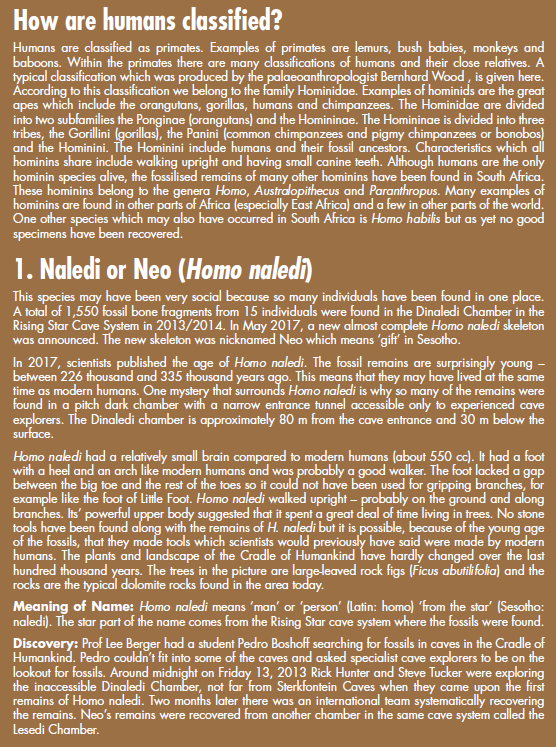 How are humans classified?
Humans are classified as primates. Examples of primates are lemurs, bush babies, monkeys and
baboons. Within the primates there are many classifications of humans and their close relatives. A
typical classification which was produced by the palaeoanthropologist Bernhard Wood , is given here.
According to this classification we belong to the family Hominidae. Examples of hominids are the great
apes which include the orangutans, gorillas, humans and chimpanzees. The Hominidae are divided
into two subfamilies the Ponginae (orangutans) and the Homininae. The Homininae is divided into three
tribes, the Gorillini (gorillas), the Panini (common chimpanzees and pigmy chimpanzees or bonobos)
and the Hominini. The Hominini include humans and their fossil ancestors. Characteristics which all
hominins share include walking upright and having small canine teeth. Although humans are the only
hominin species alive, the fossilised remains of many other hominins have been found in South Africa.
These hominins belong to the genera Homo, Australopithecus and Paranthropus. Many examples of
hominins are found in other parts of Africa (especially East Africa) and a few in other parts of the world.
One other species which may also have occurred in South Africa is Homo habilis but as yet no good
specimens have been recovered.
1. Naledi or Neo (Homo naledi)
This species may have been very social because so many individuals have been found in one place.
A total of 1,550 fossil bone fragments from 15 individuals were found in the Dinaledi Chamber in the
Rising Star Cave System in 2013/2014. In May 2017, a new almost complete Homo naledi skeleton
was announced. The new skeleton was nicknamed Neo which means 'gift' in Sesotho.
In 2017, scientists published the age of Homo naledi. The fossil remains are surprisingly young –
between 226 thousand and 335 thousand years ago. This means that they may have lived at the same
time as modern humans. One mystery that surrounds Homo naledi is why so many of the remains were
found in a pitch dark chamber with a narrow entrance tunnel accessible only to experienced cave
explorers. The Dinaledi chamber is approximately 80 m from the cave entrance and 30 m below the
surface.
Homo naledi had a relatively small brain compared to modern humans (about 550 cc). It had a foot
with a heel and an arch like modern humans and was probably a good walker. The foot lacked a gap
between the big toe and the rest of the toes so it could not have been used for gripping branches, for
example like the foot of Little Foot. Homo naledi walked upright – probably on the ground and along
branches. Its' powerful upper body suggested that it spent a great deal of time living in trees. No stone
tools have been found along with the remains of H. naledi but it is possible, because of the young age
of the fossils, that they made tools which scientists would previously have said were made by modern
humans. The plants and landscape of the Cradle of Humankind have hardly changed over the last
hundred thousand years. The trees in the picture are large-leaved rock figs (Ficus abutilifolia) and the
rocks are the typical dolomite rocks found in the area today.
Meaning of Name: Homo naledi means 'man' or 'person' (Latin: homo) 'from the star' (Sesotho:
naledi). The star part of the name comes from the Rising Star cave system where the fossils were found.
Discovery: Prof Lee Berger had a student Pedro Boshoff searching for fossils in caves in the Cradle of
Humankind. Pedro couldn't fit into some of the caves and asked specialist cave explorers to be on the
lookout for fossils. Around midnight on Friday 13, 2013 Rick Hunter and Steve Tucker were exploring
the inaccessible Dinaledi Chamber, not far from Sterkfontein Caves when they came upon the first
remains of Homo naledi. Two months later there was an international team systematically recovering
the remains. Neo's remains were recovered from another chamber in the same cave system called the
Lesedi Chamber.